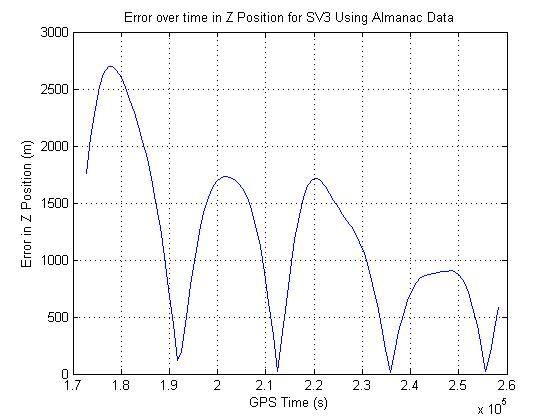 Error over time in Z Position for SV3 Using Almanac Data
3000
2500
2000
1500
1000
500
0
Error in Z Position (m)
1.7 1.8 1.9 2 2.1 2.2 2.3 2.4 2.5 2.6
GPS Time (s)
x 10^5